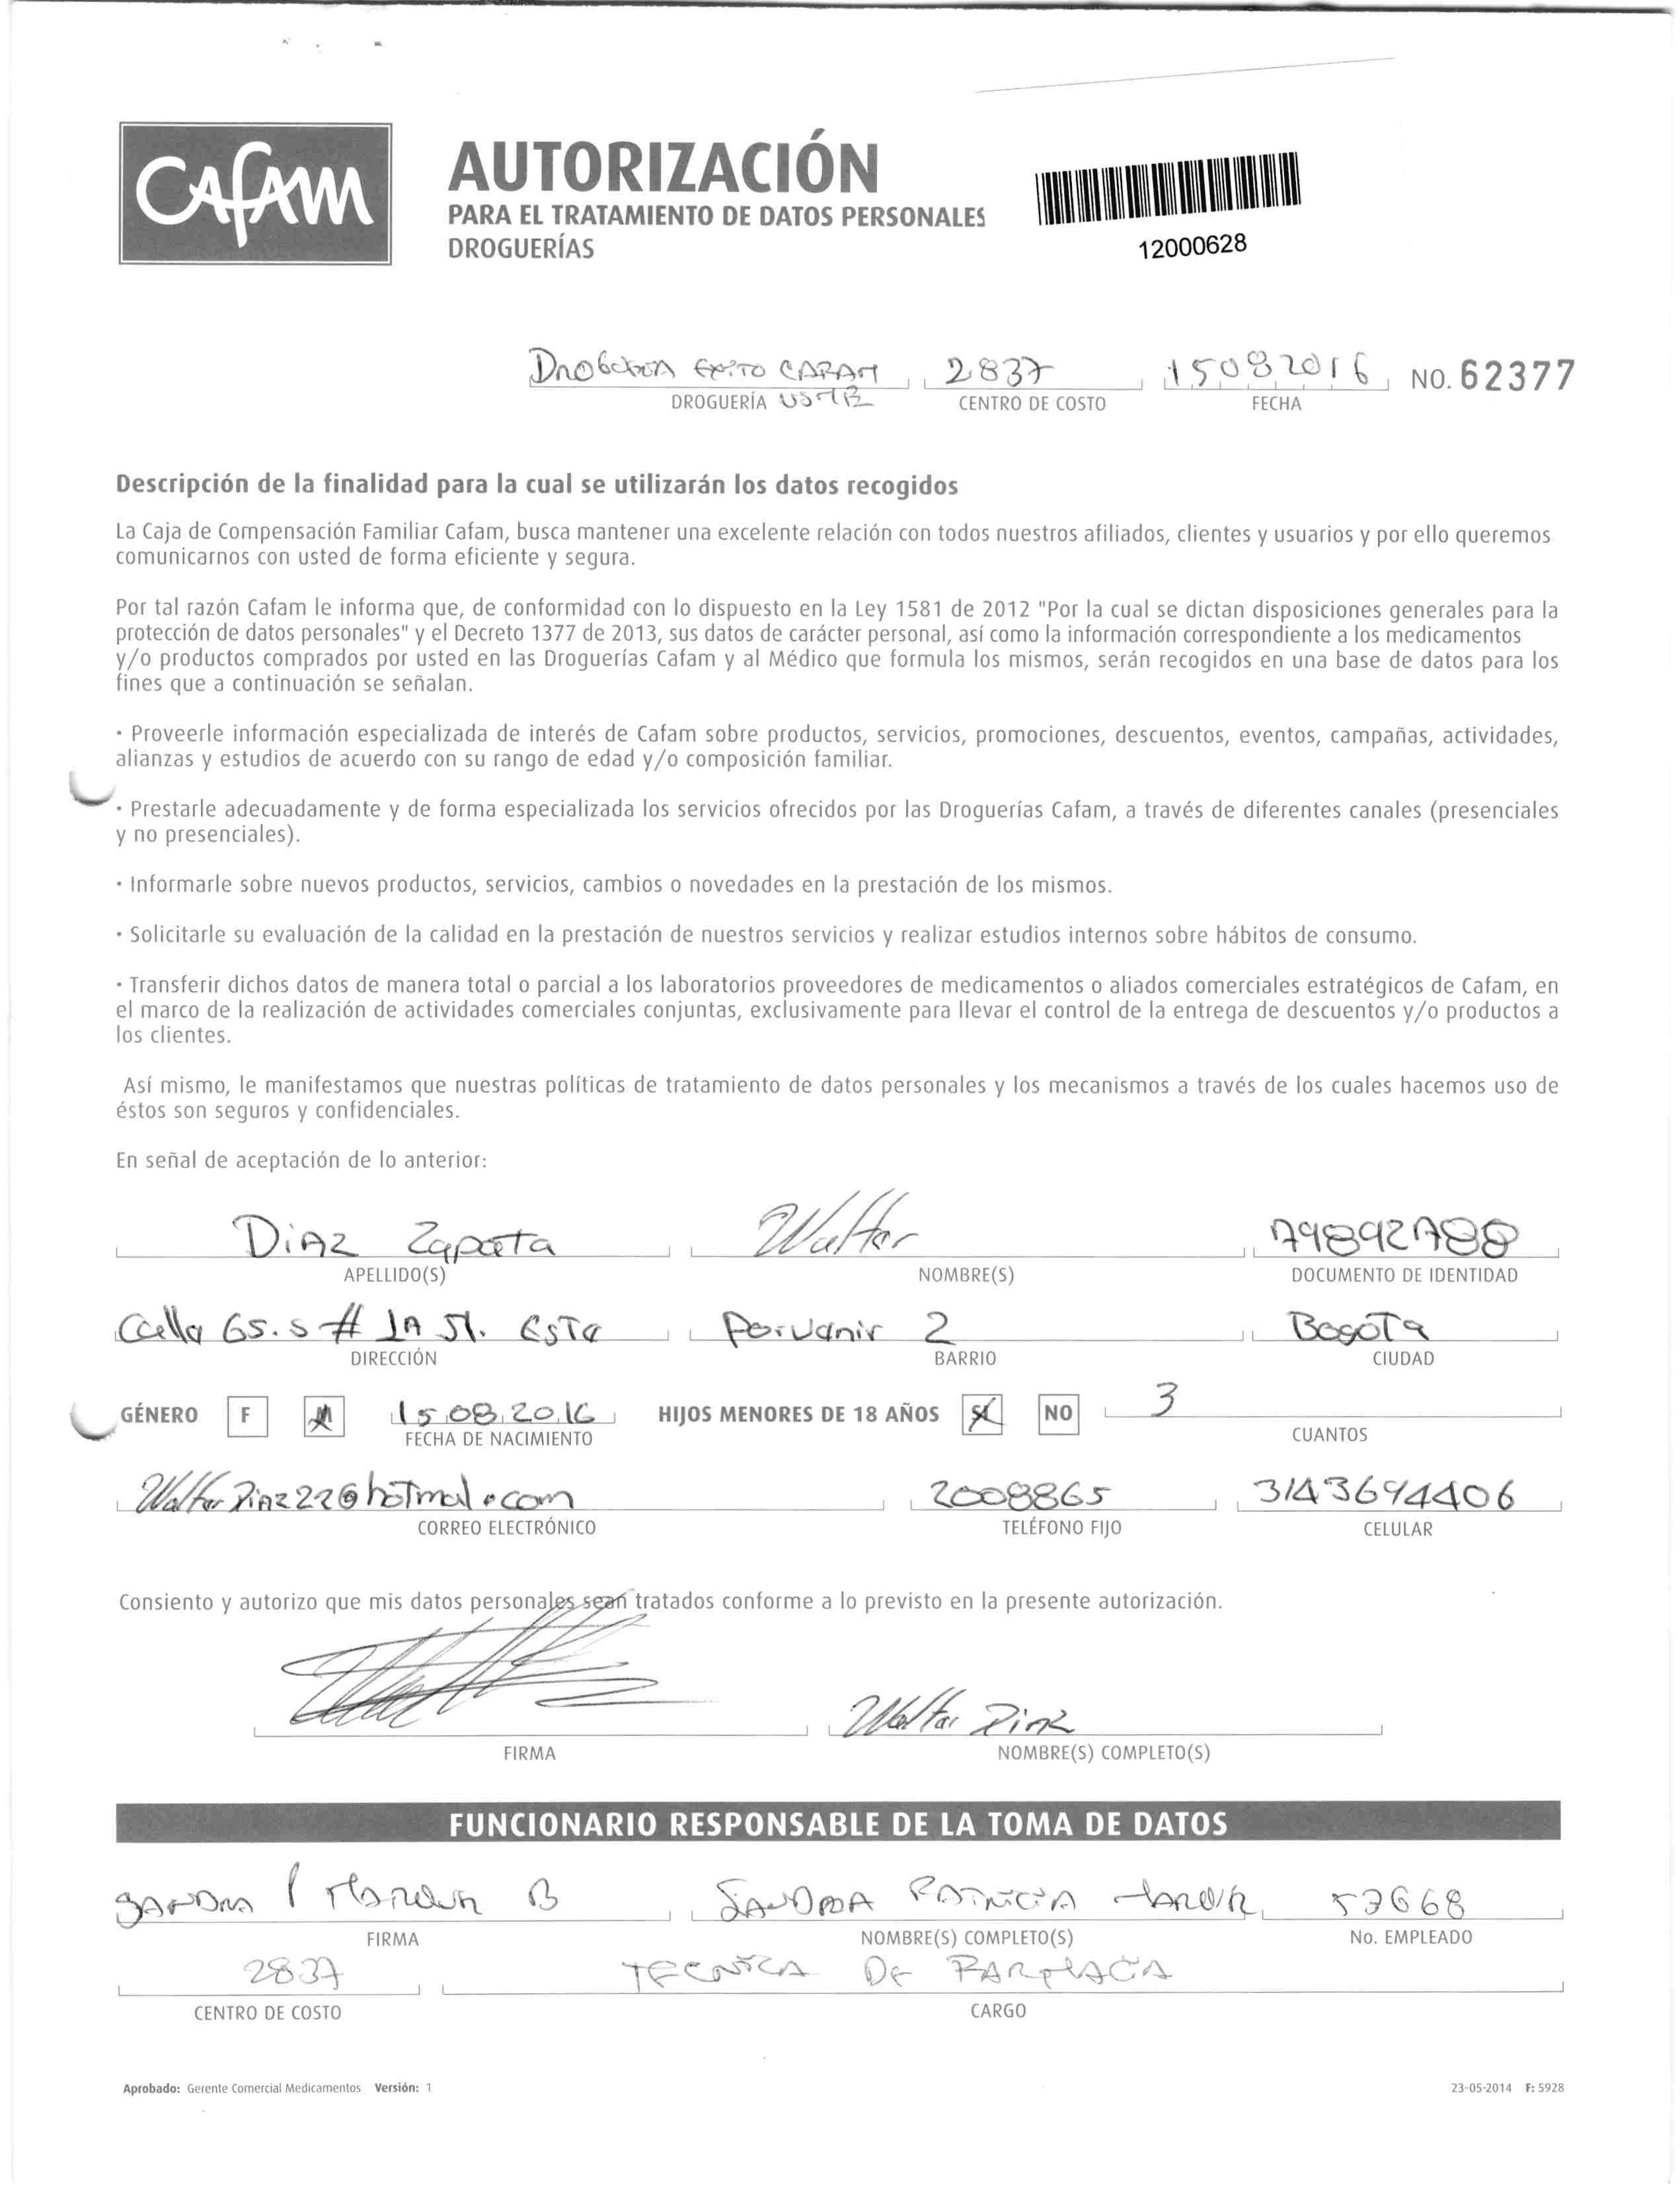 Cafam
AUTORIZACIÓN
PARA EL TRATAMIENTO DE DATOS PERSONALES
DROGUERÍAS
12000628
EXITO CAFAM 2837 15082016 NO. 62377
DROGUERÍA CENTRO DE COSTO FECHA
Descripción de la finalidad para la cual se utilizarán los datos recogidos
La Caja de Compensación Familiar Cafam, busca mantener una excelente relación con todos nuestros afiliados, clientes y usuarios y por ello queremos
comunicarnos con usted de forma eficiente y segura.
Por tal razón Cafam le informa que, de conformidad con lo dispuesto en la Ley 1581 de 2012 "Por la cual se dictan disposiciones generales para la
protección de datos personales" y el Decreto 1377 de 2013, sus datos de carácter personal, así como la información correspondiente a los medicamentos
y/o productos comprados por usted en las Droguerías Cafam y al Médico que formula los mismos, serán recogidos en una base de datos para los
fines que a continuación se señalan.
· Proveerle información especializada de interés de Cafam sobre productos, servicios, promociones, descuentos, eventos, campañas, actividades,
alianzas y estudios de acuerdo con su rango de edad y/o composición familiar.
· Prestarle adecuadamente y de forma especializada los servicios ofrecidos por las Droguerías Cafam, a través de diferentes canales (presenciales
y no presenciales).
· Informarle sobre nuevos productos, servicios, cambios o novedades en la prestación de los mismos.
· Solicitarle su evaluación de la calidad en la prestación de nuestros servicios y realizar estudios internos sobre hábitos de consumo.
· Transferir dichos datos de manera total o parcial a los laboratorios proveedores de medicamentos o aliados comerciales estratégicos de Cafam, en
el marco de la realización de actividades comerciales conjuntas, exclusivamente para llevar el control de la entrega de descuentos y/o productos a
los clientes.
Así mismo, le manifestamos que nuestras políticas de tratamiento de datos personales y los mecanismos a través de los cuales hacemos uso de
éstos son seguros y confidenciales.
En señal de aceptación de lo anterior:
Diaz Zapata Walter 79892788
APELLIDO(S) NOMBRE(S) DOCUMENTO DE IDENTIDAD
Calle 65.s # 1A 51. esta Porvenir 2 Bogota
DIRECCIÓN BARRIO CIUDAD
GÉNERO F M 15.08.2016 HIJOS MENORES DE 18 AÑOS SI NO 3
FECHA DE NACIMIENTO CUANTOS
WalterDiaz22@hotmal.com 2008865 3143694406
CORREO ELECTRÓNICO TELÉFONO FIJO CELULAR
Consiento y autorizo que mis datos personales sean tratados conforme a lo previsto en la presente autorización.
Walter Diaz
FIRMA NOMBRE(S) COMPLETO(S)
FUNCIONARIO RESPONSABLE DE LA TOMA DE DATOS
SANDRA B SANDRA PATRICIA 53668
FIRMA NOMBRE(S) COMPLETO(S) No. EMPLEADO
2837 TECNICA DE FARMACIA
CENTRO DE COSTO CARGO
Aprobado: Gerente Comercial Medicamentos Versión: 1 23-05-2014 F: 5928